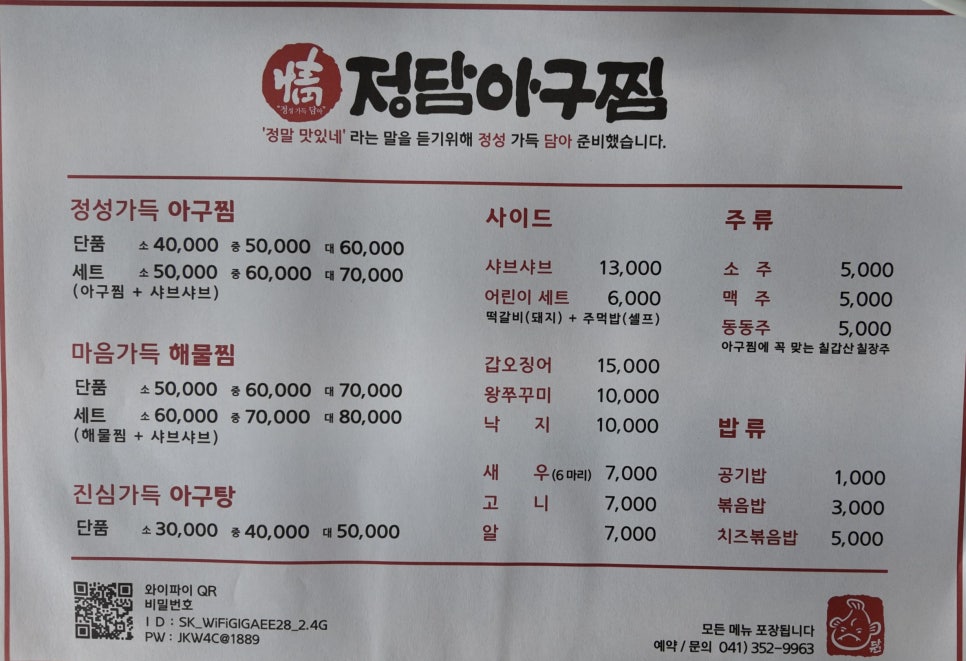 情
"정성 가득 담아"
정담아구찜
'정말 맛있네' 라는 말을 듣기위해 정성 가득 담아 준비했습니다.
정성가득 아구찜
단품 소 40,000 중 50,000 대 60,000
세트 소 50,000 중 60,000 대 70,000
(아구찜 + 샤브샤브)
마음가득 해물찜
단품 소 50,000 중 60,000 대 70,000
세트 소 60,000 중 70,000 대 80,000
(해물찜 + 샤브샤브)
진심가득 아구탕
단품 소 30,000 중 40,000 대 50,000
사이드
샤브샤브 13,000
어린이 세트 6,000
떡갈비(돼지) + 주먹밥(셀프)
갑오징어 15,000
왕쭈꾸미 10,000
낙 지 10,000
새 우(6마리) 7,000
고 니 7,000
알 7,000
주 류
소 주 5,000
맥 주 5,000
동동주 5,000
아구찜에 꼭 맞는 칠갑산 칠장주
밥 류
공기밥 1,000
볶음밥 3,000
치즈볶음밥 5,000
와이파이 QR
비밀번호
I D : SK_WiFiGIGAEE28_2.4G
PW : JKW4C@1889
모든 메뉴 포장됩니다
예약 / 문의 041) 352-9963